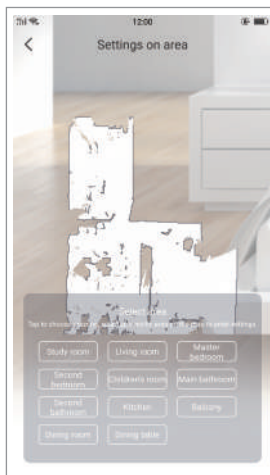 12:00
Settings on area
Select area
Study room
Living room
Master
bedroom
Second
bedroom
Children's room
Main bathroom
Second
bathroom
Kitchen
Balcony
Dining room
Dining table